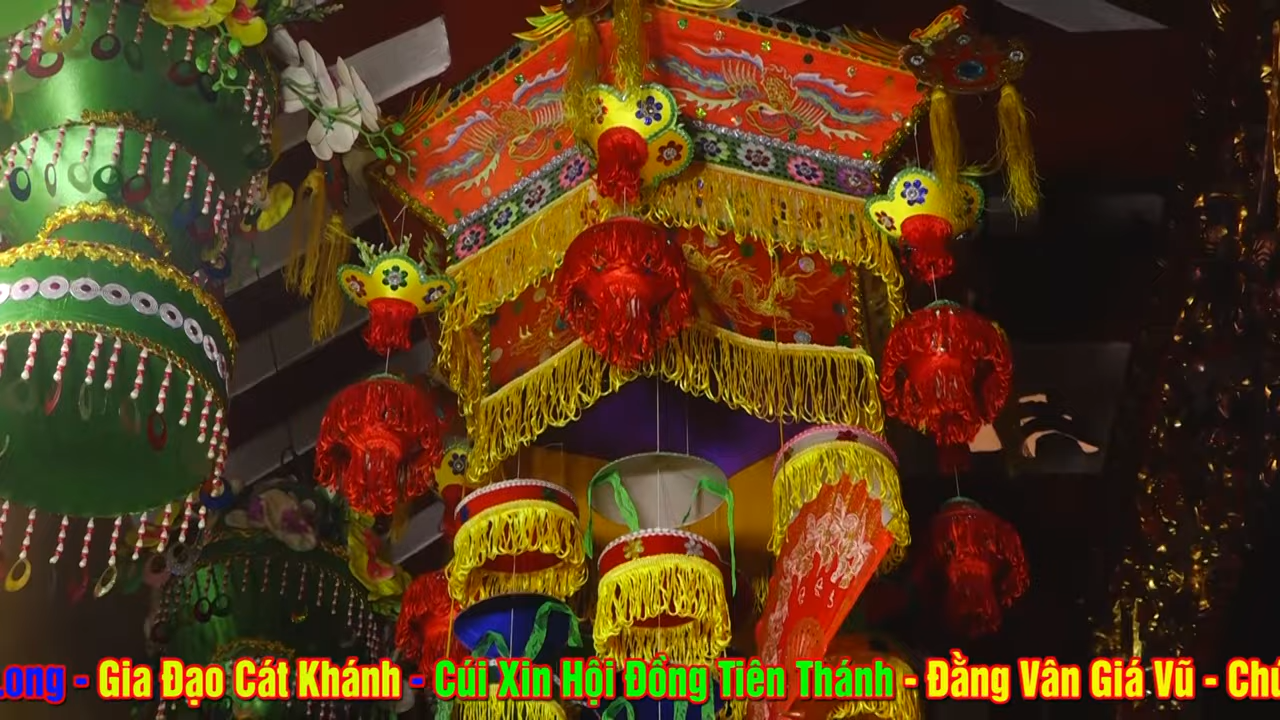 Long - Gia Đạo Cát Khánh - Cúi Xin Hội Đồng Tiên Thánh - Đằng Vân Giá Vũ - Chú